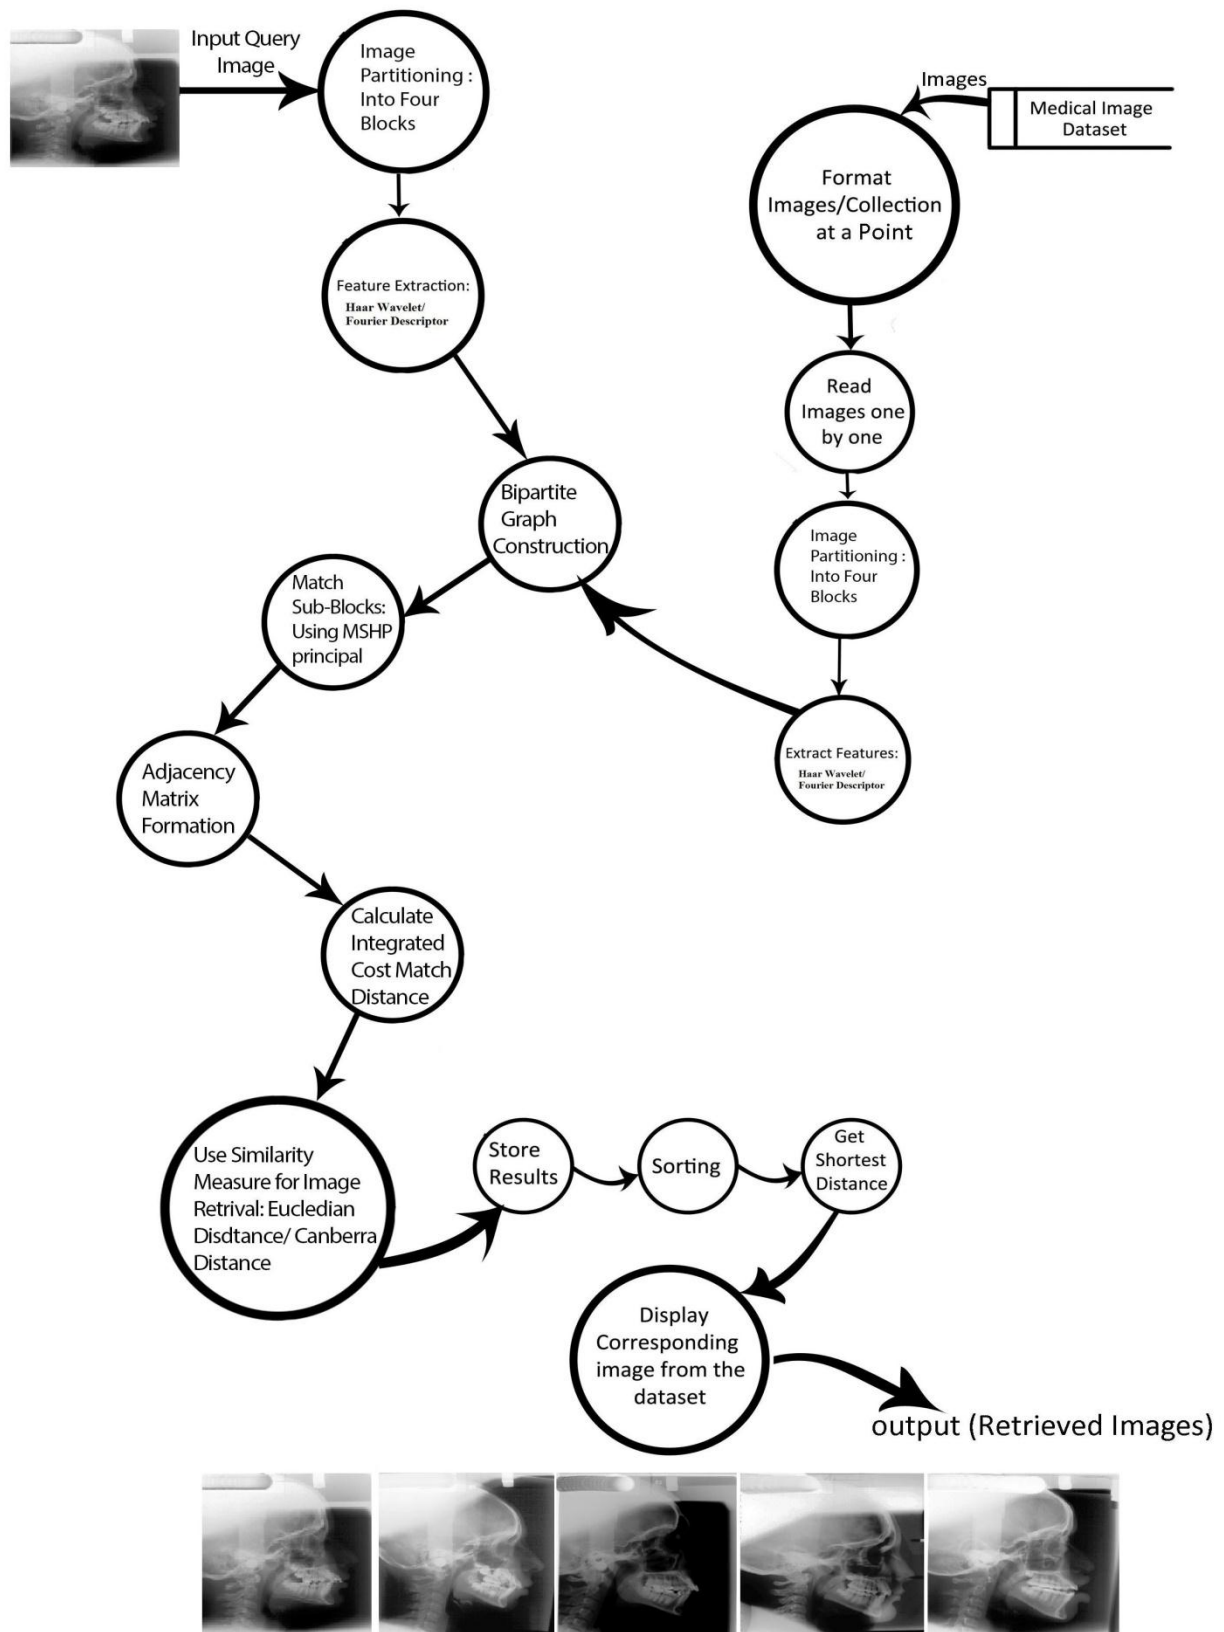 Input Query
Image
Image
Partitioning :
Into Four
Blocks
Images
Medical Image
Dataset
Format
Images/Collection
at a Point
Feature Extraction:
Haar Wavelet/
Fourier Descriptor
Read
Images one
by one
Bipartite
Graph
Construction
Image
Partitioning :
Into Four
Blocks
Match
Sub-Blocks:
Using MSHP
principal
Extract Features:
Haar Wavelet/
Fourier Descriptor
Adjacency
Matrix
Formation
Calculate
Integrated
Cost Match
Distance
Use Similarity
Measure for Image
Retrival: Eucledian
Disdtance/ Canberra
Distance
Store
Results
Sorting
Get
Shortest
Distance
Display
Corresponding
image from the
dataset
output (Retrieved Images)